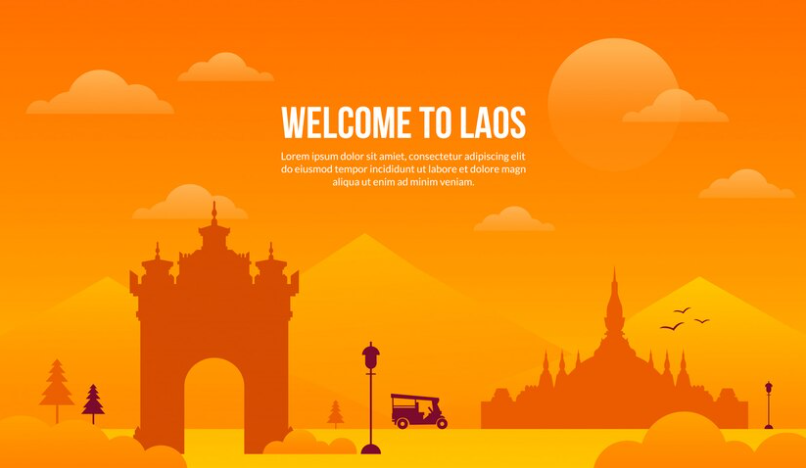 WELCOME TO LAOS
Lorem ipsum dolor sit amiet, consectetur adipiscing elit
do eiusmod tempor incididunt ut labore et dolore magn
aliqua ut enim ad minim veniam.